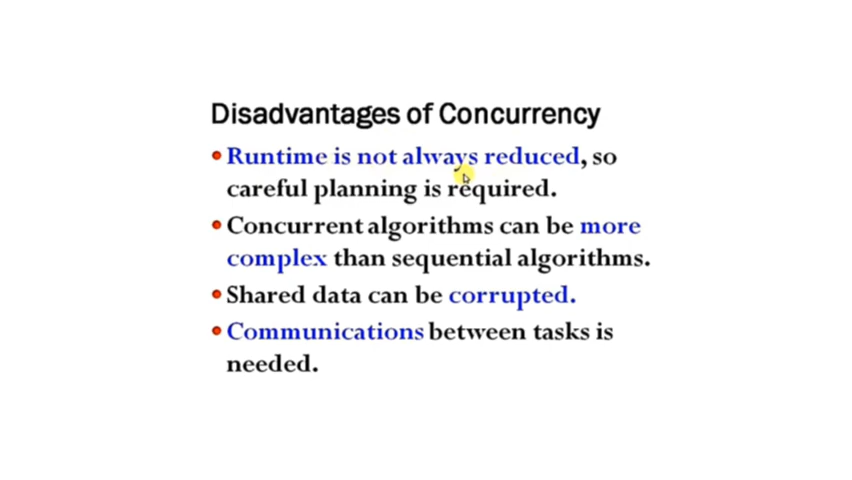 Disadvantages of Concurrency
• Runtime is not always reduced, so
careful planning is required.
• Concurrent algorithms can be more
complex than sequential algorithms.
• Shared data can be corrupted.
• Communications between tasks is
needed.